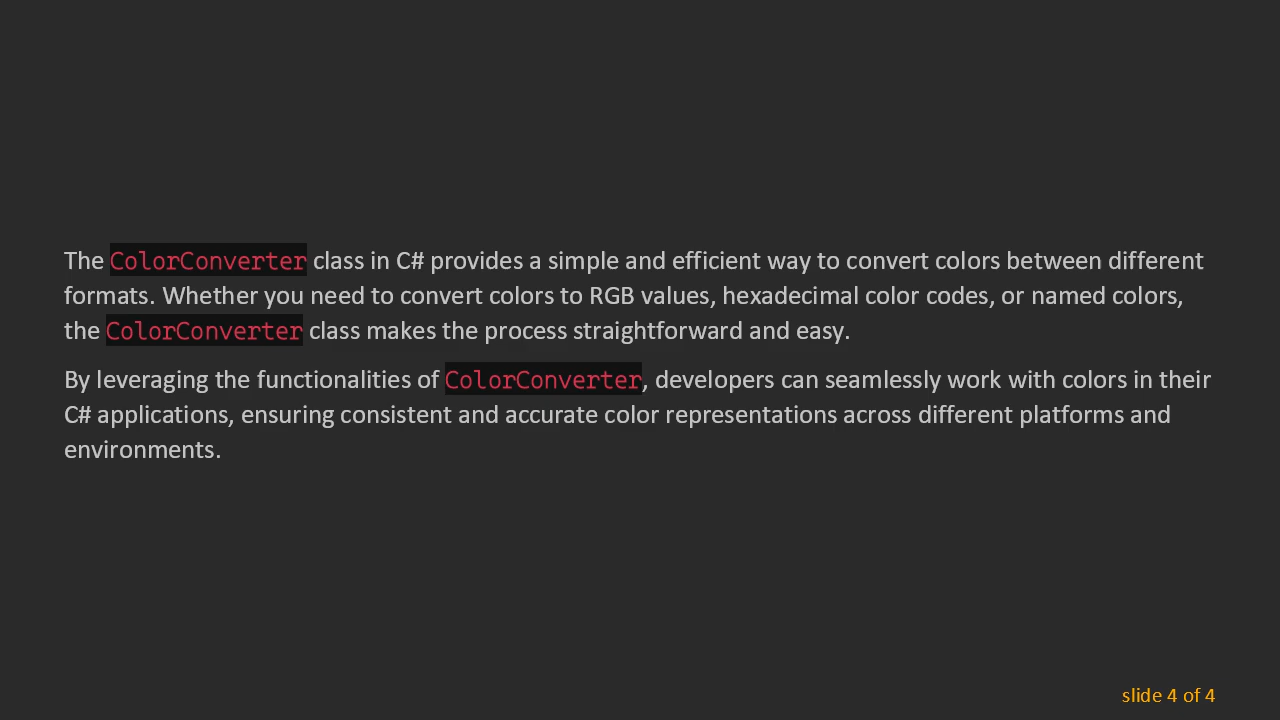 The ColorConverter class in C# provides a simple and efficient way to convert colors between different
formats. Whether you need to convert colors to RGB values, hexadecimal color codes, or named colors,
the ColorConverter class makes the process straightforward and easy.
By leveraging the functionalities of ColorConverter, developers can seamlessly work with colors in their
C# applications, ensuring consistent and accurate color representations across different platforms and
environments.
slide 4 of 4